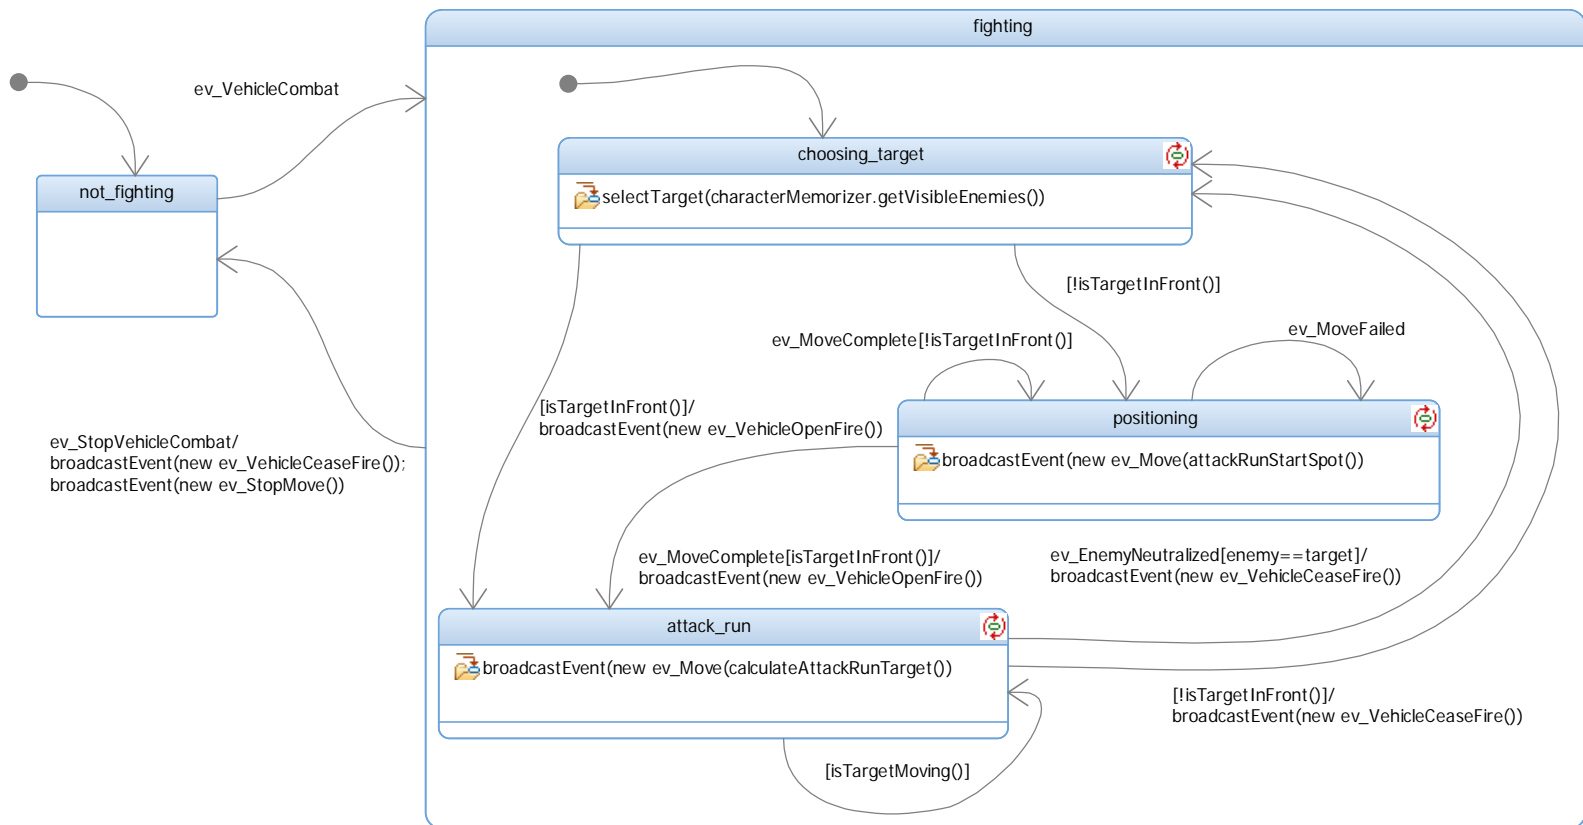 fighting
ev_VehicleCombat
choosing_target
not_fighting
selectTarget(characterMemorizer.getVisibleEnemies())
[!isTargetInFront()]
ev_MoveComplete[!isTargetInFront()]
ev_MoveFailed
[isTargetInFront()]/
broadcastEvent(new ev_VehicleOpenFire())
positioning
ev_StopVehicleCombat/
broadcastEvent(new ev_VehicleCeaseFire());
broadcastEvent(new ev_StopMove())
broadcastEvent(new ev_Move(attackRunStartSpot())
ev_MoveComplete[isTargetInFront()]/
broadcastEvent(new ev_VehicleOpenFire())
ev_EnemyNeutralized[enemy==target]/
broadcastEvent(new ev_VehicleCeaseFire())
attack_run
broadcastEvent(new ev_Move(calculateAttackRunTarget())
[!isTargetInFront()]/
broadcastEvent(new ev_VehicleCeaseFire())
[isTargetMoving()]